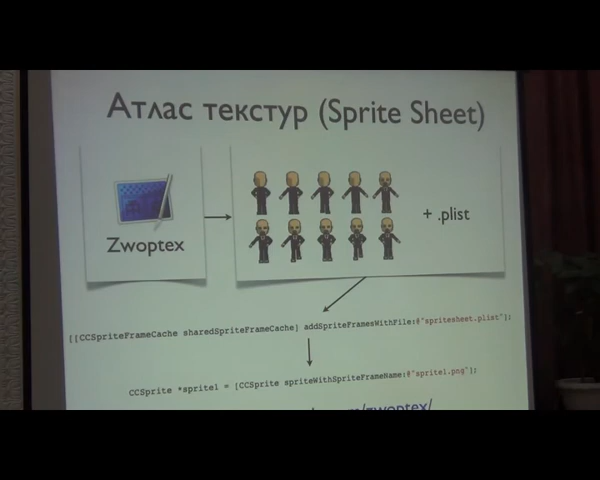 Атлас текстур (Sprite Sheet)
Zwoptex
+ .plist
[[CCSpriteFrameCache sharedSpriteFrameCache] addSpriteFramesWithFile:@"spritesheet.plist"];
CCSprite *sprite1 = [CCSprite spriteWithSpriteFrameName:@"sprite1.png"];
/zwoptex/